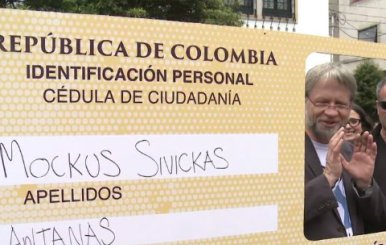 REPÚBLICA DE COLOMBIA
IDENTIFICACIÓN PERSONAL
CÉDULA DE CIUDADANÍA
MOCKUS SIVICKAS
APELLIDOS
ANTANAS